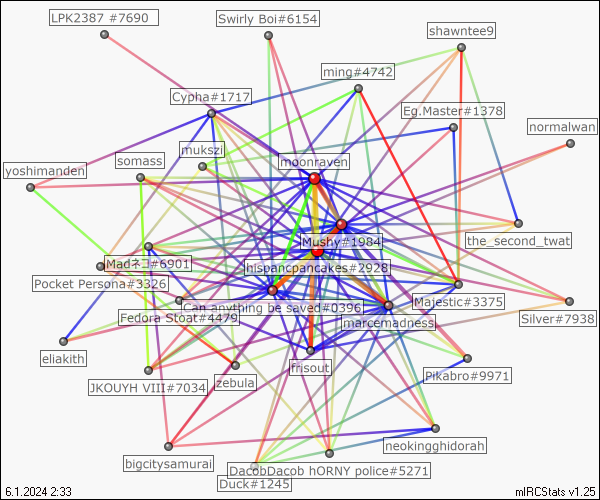 LPK2387 #7690
Swirly Boi#6154
shawntee9
ming#4742
Cypha#1717
Eg.Master#1378
normalwan
mukszi
somass
moonraven
yoshimanden
Mushy#1984
the_second_twat
Madネヨ#6901
hispancpancakes#2928
Pocket Persona#3326
Majestic#3375
Can anything be saved#0396
Fedora Stoat#4479
marcemadness
Silver#7938
eliakith
frisout
Pikabro#9971
JKOUYH VIII#7034
zebula
neokingghidorah
bigcitysamurai
DacobDacob hORNY police#5271
Duck#1245
6.1.2024 2:33
mIRCStats v1.25